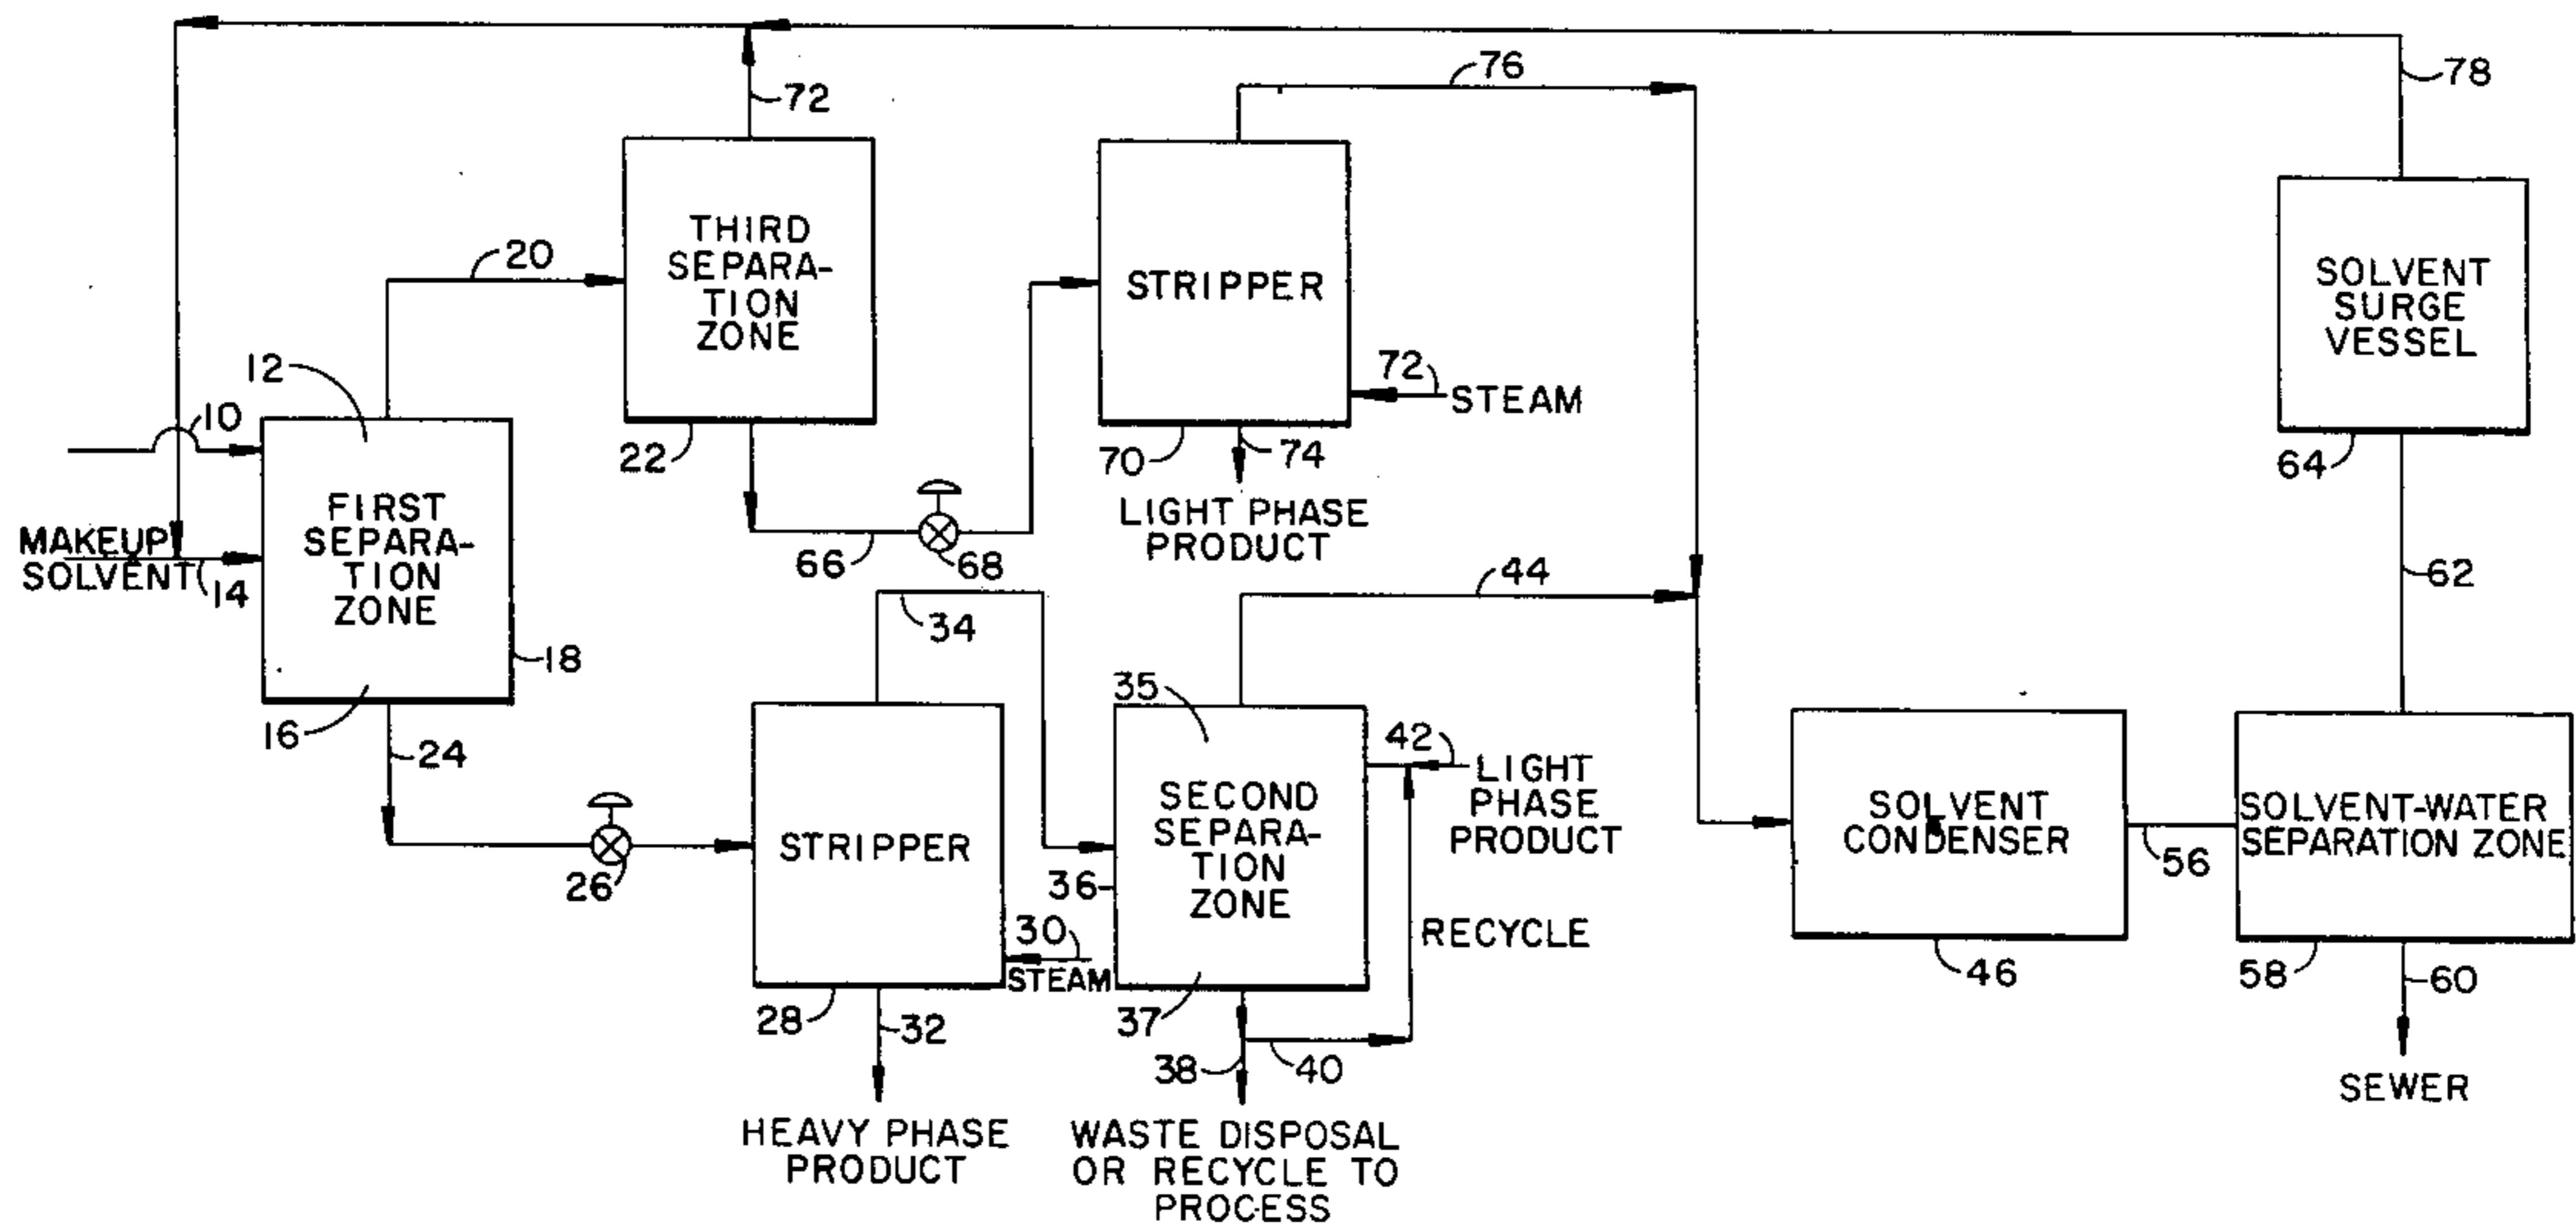 76
78
72
THIRD
SEPARA-
TION
ZONE
20
STRIPPER
SOLVENT
SURGE
VESSEL
12
10
72
STEAM
22
70
74
64
LIGHT PHASE
PRODUCT
FIRST
SEPARA-
TION
ZONE
MAKEUP
SOLVENT
14
66
68
44
62
34
18
16
24
35
42
LIGHT
PHASE
PRODUCT
SECOND
SEPARA-
TION
ZONE
STRIPPER
SOLVENT
CONDENSER
SOLVENT-WATER
SEPARATION ZONE
56
26
36
30
STEAM
RECYCLE
46
58
60
28
32
37
38
40
SEWER
HEAVY PHASE
PRODUCT
WASTE DISPOSAL
OR RECYCLE TO
PROCESS